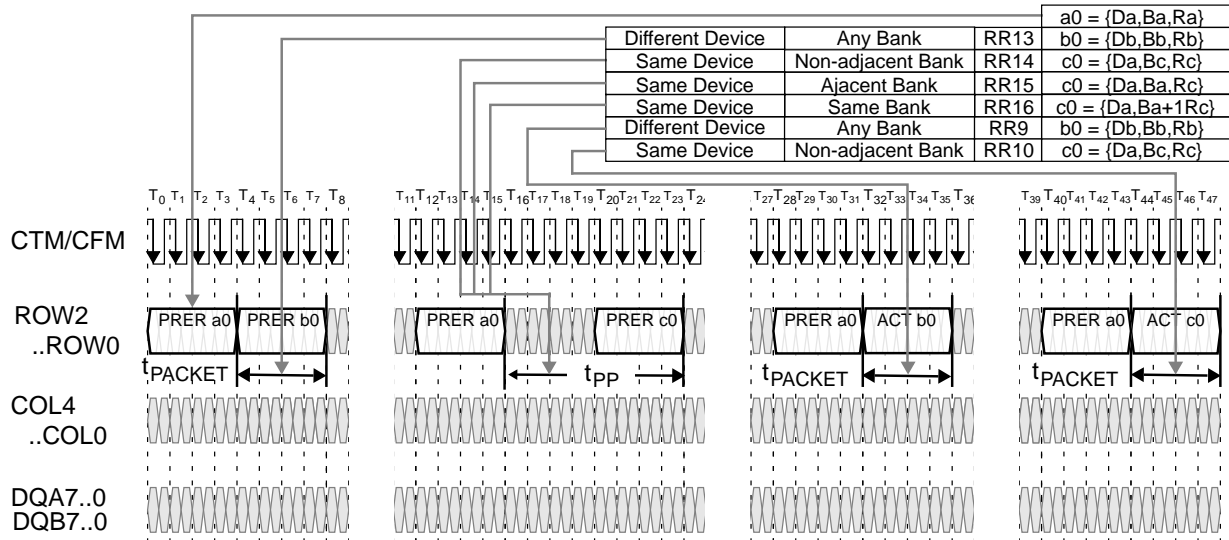 a0 = {Da,Ba,Ra}
Different Device Any Bank RR13 b0 = {Db,Bb,Rb}
Same Device Non-adjacent Bank RR14 c0 = {Da,Bc,Rc}
Same Device Ajacent Bank RR15 c0 = {Da,Ba,Rc}
Same Device Same Bank RR16 c0 = {Da,Ba+1Rc}
Different Device Any Bank RR9 b0 = {Db,Bb,Rb}
Same Device Non-adjacent Bank RR10 c0 = {Da,Bc,Rc}
T0 T1 T2 T3 T4 T5 T6 T7 T8 T11 T12 T13 T14 T15 T16 T17 T18 T19 T20 T21 T22 T23 T24 T27 T28 T29 T30 T31 T32 T33 T34 T35 T36 T39 T40 T41 T42 T43 T44 T45 T46 T47
CTM/CFM
ROW2
..ROW0
PRER a0 PRER b0 PRER a0 PRER c0 PRER a0 ACT b0 PRER a0 ACT c0
tPACKET tPP tPACKET tPACKET
COL4
..COL0
DQA7..0
DQB7..0